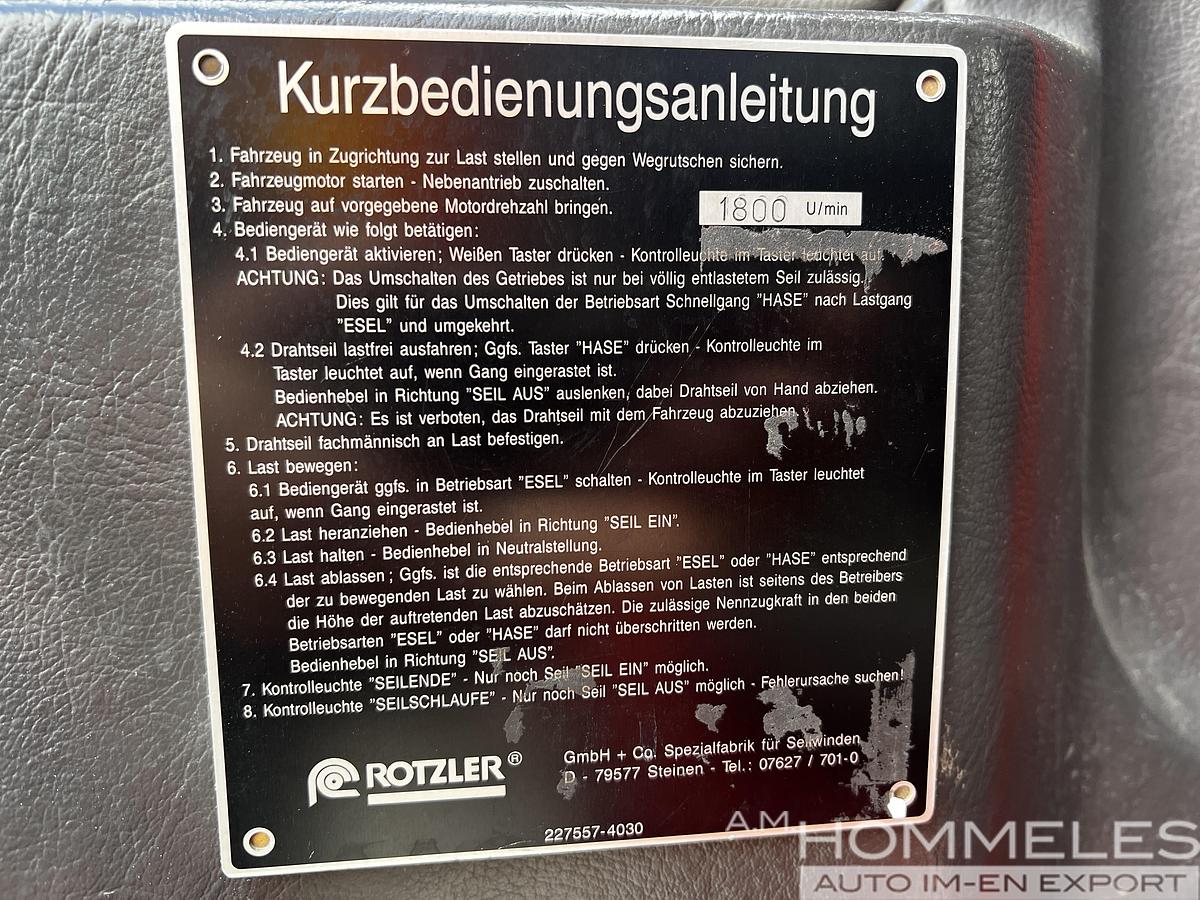 Kurzbedienungsanleitung
1. Fahrzeug in Zugrichtung zur Last stellen und gegen Wegrutschen sichern.
2. Fahrzeugmotor starten - Nebenantrieb zuschalten.
3. Fahrzeug auf vorgegebene Motordrehzahl bringen. 1800 U/min
4. Bediengerät wie folgt betätigen:
4.1 Bediengerät aktivieren; Weißen Taster drücken - Kontrolleuchte im Taster leuchtet auf.
ACHTUNG: Das Umschalten des Getriebes ist nur bei völlig entlastetem Seil zulässig.
Dies gilt für das Umschalten der Betriebsart Schnellgang "HASE" nach Lastgang
"ESEL" und umgekehrt.
4.2 Drahtseil lastfrei ausfahren; Ggfs. Taster "HASE" drücken - Kontrolleuchte im
Taster leuchtet auf, wenn Gang eingerastet ist.
Bedienhebel in Richtung "SEIL AUS" auslenken, dabei Drahtseil von Hand abziehen.
ACHTUNG: Es ist verboten, das Drahtseil mit dem Fahrzeug abzuziehen.
5. Drahtseil fachmännisch an Last befestigen.
6. Last bewegen:
6.1 Bediengerät ggfs. in Betriebsart "ESEL" schalten - Kontrolleuchte im Taster leuchtet
auf, wenn Gang eingerastet ist.
6.2 Last heranziehen - Bedienhebel in Richtung "SEIL EIN".
6.3 Last halten - Bedienhebel in Neutralstellung.
6.4 Last ablassen; Ggfs. ist die entsprechende Betriebsart "ESEL" oder "HASE" entsprechend
der zu bewegenden Last zu wählen. Beim Ablassen von Lasten ist seitens des Betreibers
die Höhe der auftretenden Last abzuschätzen. Die zulässige Nennzugkraft in den beiden
Betriebsarten "ESEL" oder "HASE" darf nicht überschritten werden.
Bedienhebel in Richtung "SEIL AUS".
7. Kontrolleuchte "SEILENDE" - Nur noch Seil "SEIL EIN" möglich.
8. Kontrolleuchte "SEILSCHLAUFE" - Nur noch Seil "SEIL AUS" möglich - Fehlerursache suchen!
ROTZLER®
GmbH + Co. Spezialfabrik für Seilwinden
D - 79577 Steinen - Tel.: 07627 / 701-0
227557-4030
AM HOMMELES
AUTO IM-EN EXPORT